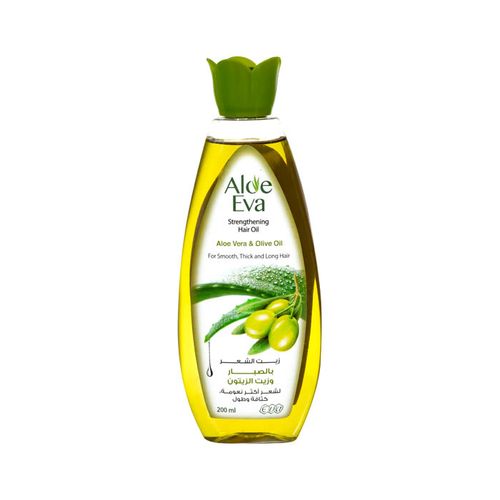 Aloe
Eva
Strengthening
Hair Oil
Aloe Vera & Olive Oil
For Smooth, Thick and Long Hair
زيت الشعر
بالصبار
وزيت الزيتون
لشعر أكثر نعومة،
كثافة وطول
200 ml
eva